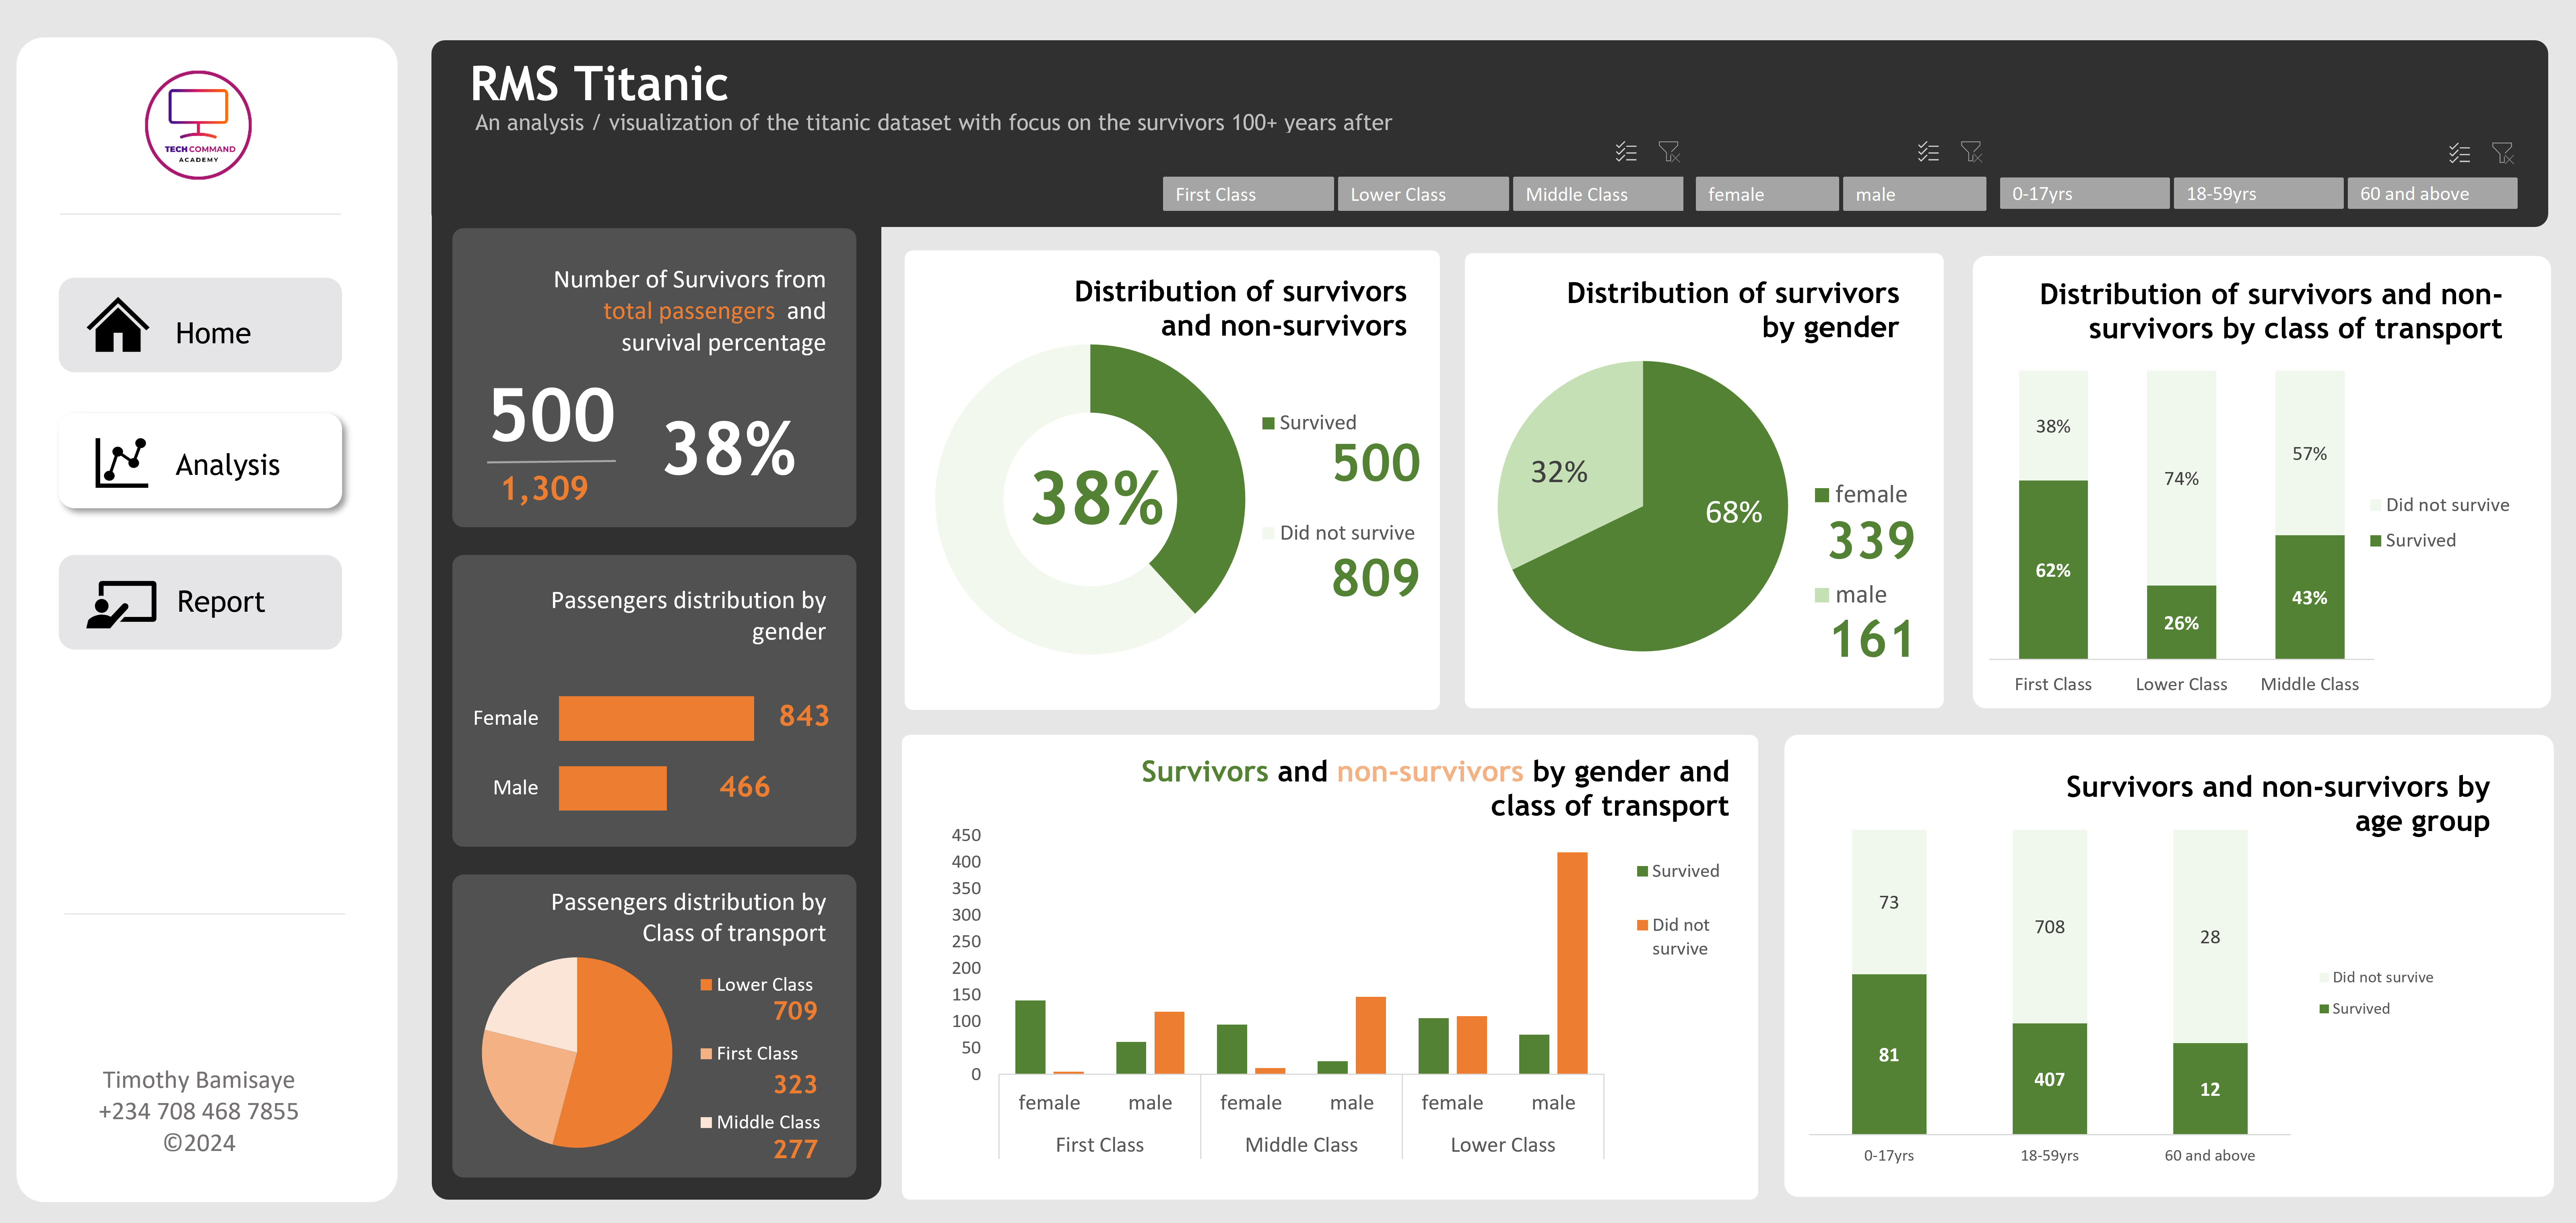 TECH COMMAND
ACADEMY
Home
Analysis
Report
Timothy Bamisaye
+234 708 468 7855
©2024
RMS Titanic
An analysis / visualization of the titanic dataset with focus on the survivors 100+ years after
First Class
Lower Class
Middle Class
female
male
0-17yrs
18-59yrs
60 and above
Number of Survivors from
total passengers and
survival percentage
500
1,309
38%
Passengers distribution by
gender
Female
843
Male
466
Passengers distribution by
Class of transport
Lower Class
709
First Class
323
Middle Class
277
Distribution of survivors
and non-survivors
38%
Survived
500
Did not survive
809
Distribution of survivors
by gender
32%
68%
female
339
male
161
Distribution of survivors and non-
survivors by class of transport
38%
74%
57%
62%
26%
43%
Did not survive
Survived
First Class
Lower Class
Middle Class
Survivors and non-survivors by gender and
class of transport
450
400
350
300
250
200
150
100
50
0
Survived
Did not
survive
female
male
female
male
female
male
First Class
Middle Class
Lower Class
Survivors and non-survivors by
age group
73
708
28
81
407
12
Did not survive
Survived
0-17yrs
18-59yrs
60 and above